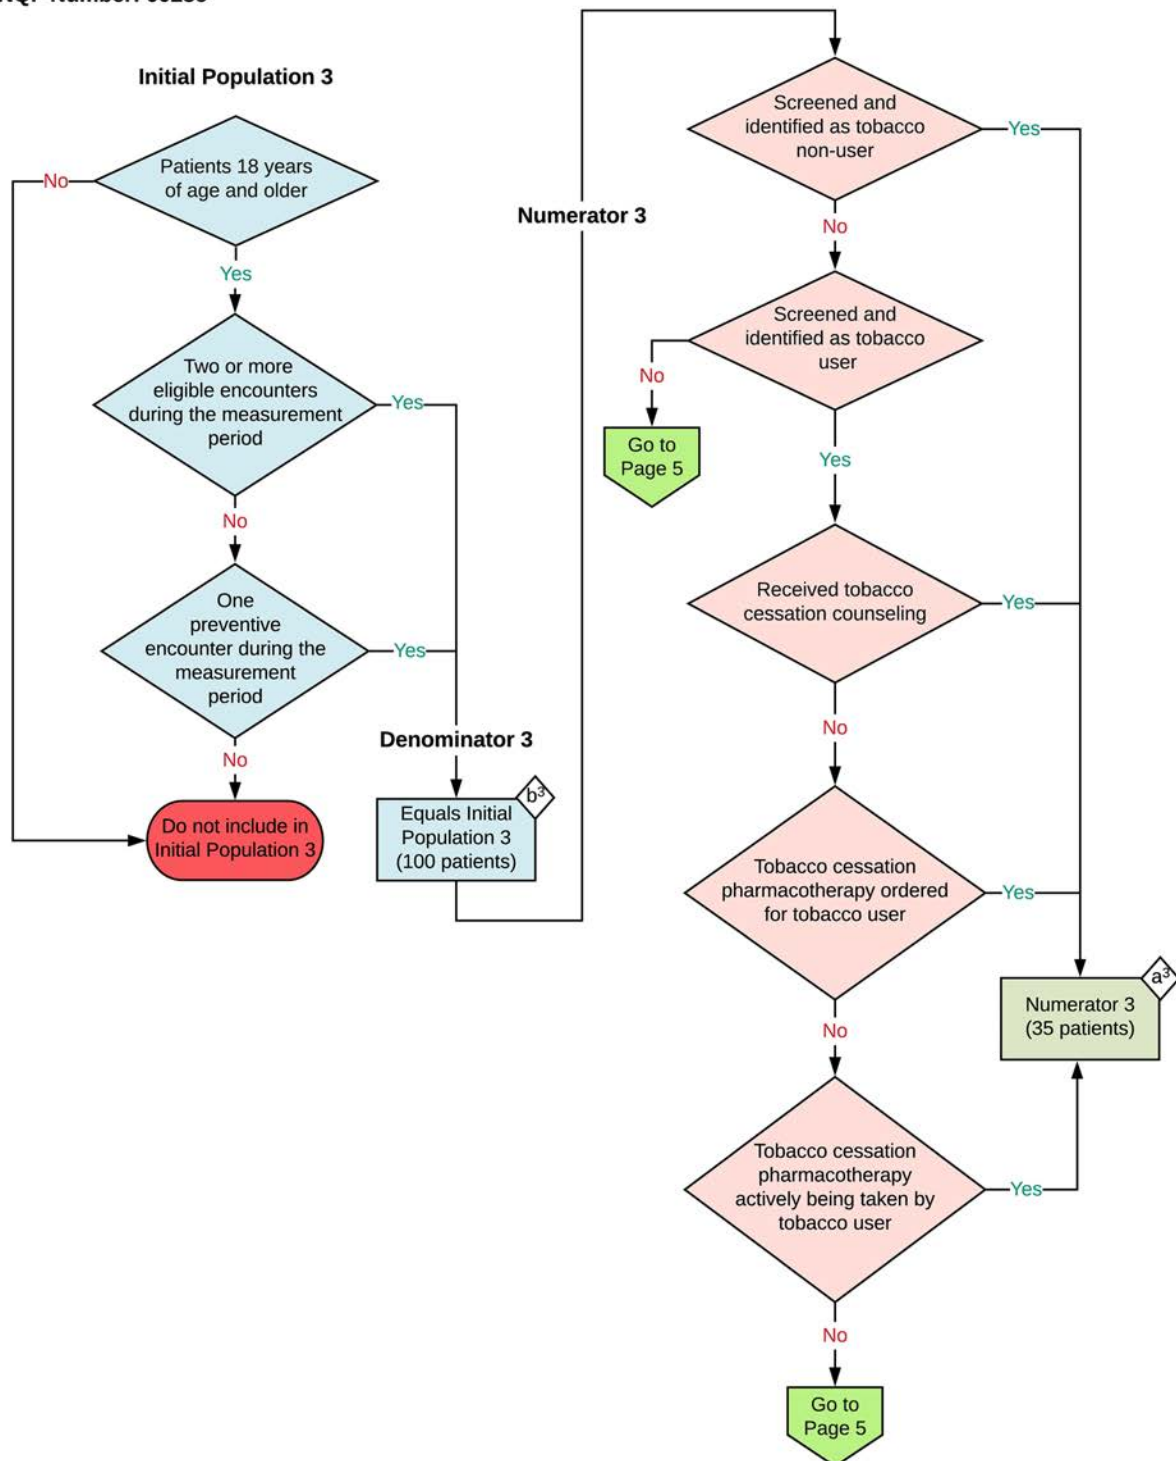 Initial Population 3
Patients 18 years
of age and older
No
Yes
Two or more
eligible encounters
during the measurement
period
Yes
No
One
preventive
encounter during the
measurement
period
Yes
No
Do not include in
Initial Population 3
Denominator 3
b³
Equals Initial
Population 3
(100 patients)
Numerator 3
Screened and
identified as tobacco
non-user
Yes
No
Screened and
identified as tobacco
user
No
Go to
Page 5
Yes
Received tobacco
cessation counseling
Yes
No
Tobacco cessation
pharmacotherapy ordered
for tobacco user
Yes
No
a³
Numerator 3
(35 patients)
Tobacco cessation
pharmacotherapy
actively being taken by
tobacco user
Yes
No
Go to
Page 5